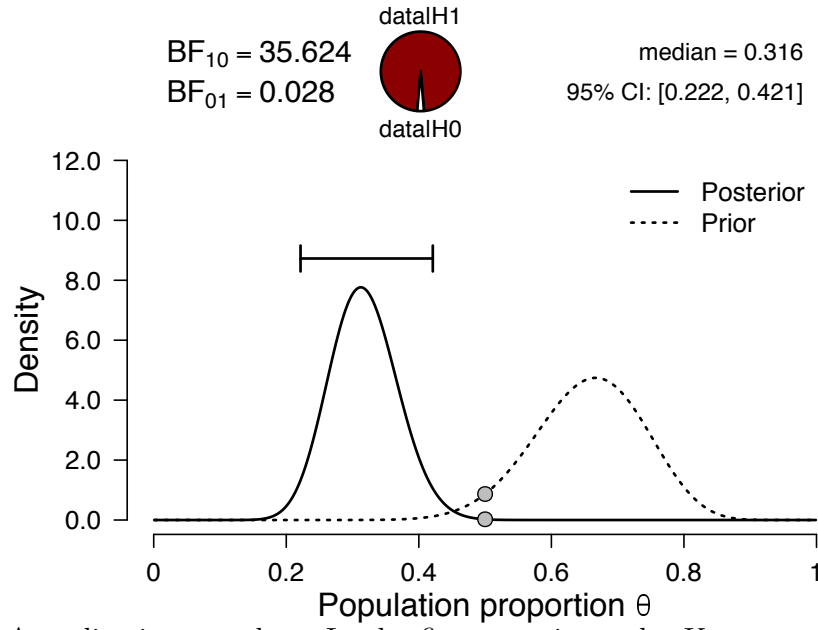 data|H1
BF10 = 35.624
BF01 = 0.028
data|H0
median = 0.316
95% CI: [0.222, 0.421]
12.0
10.0
8.0
6.0
4.0
2.0
0.0
Density
Posterior
Prior
0
0.2
0.4
0.6
0.8
1
Population proportion θ